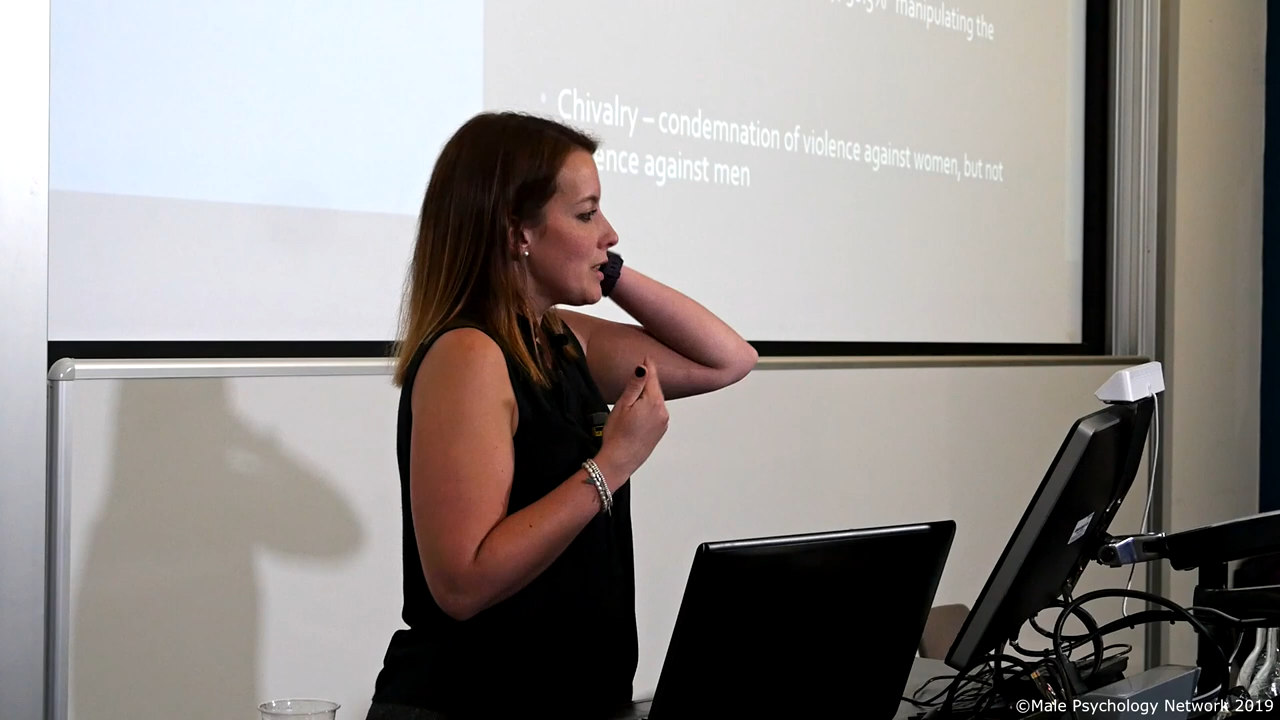 manipulating the
Chivalry – condemnation of violence against women, but not
ence against men
©Male Psychology Network 2019